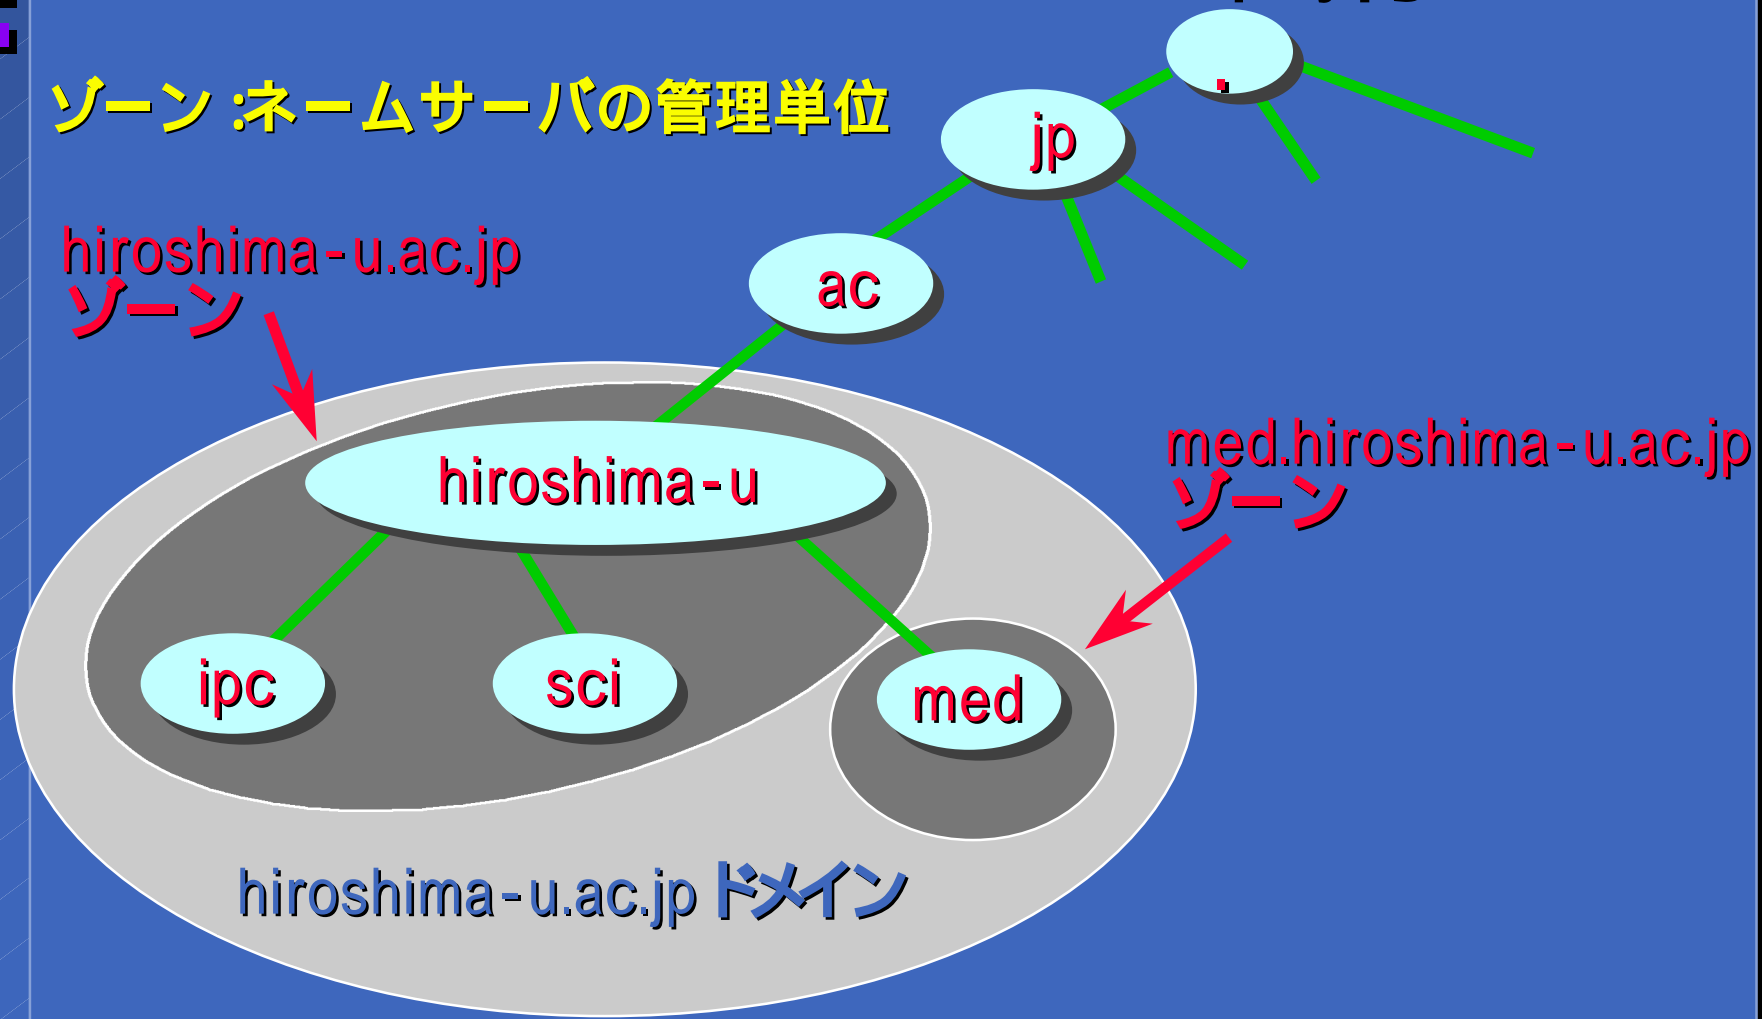 ゾーン:ネームサーバの管理単位
.
jp
hiroshima-u.ac.jp
ゾーン
ac
med.hiroshima-u.ac.jp
ゾーン
hiroshima-u
ipc
sci
med
hiroshima-u.ac.jp ドメイン